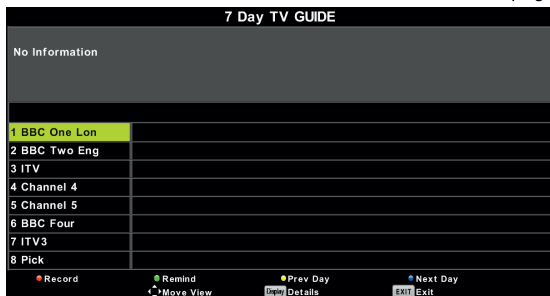 7 Day TV GUIDE
No Information
1 BBC One Lon
2 BBC Two Eng
3 ITV
4 Channel 4
5 Channel 5
6 BBC Four
7 ITV3
8 Pick
Record Remind Prev Day Next Day
Move View Display Details EXIT Exit